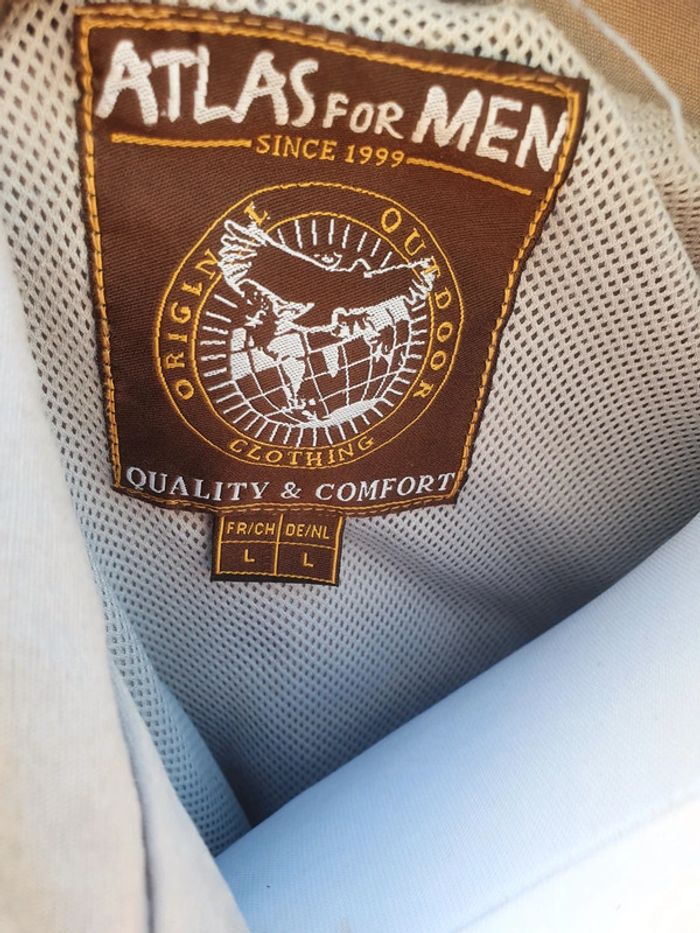 ATLAS FOR MEN
SINCE 1999
ORIGINAL OUTDOOR
CLOTHING
QUALITY & COMFORT
FR/CH DE/NL
L L